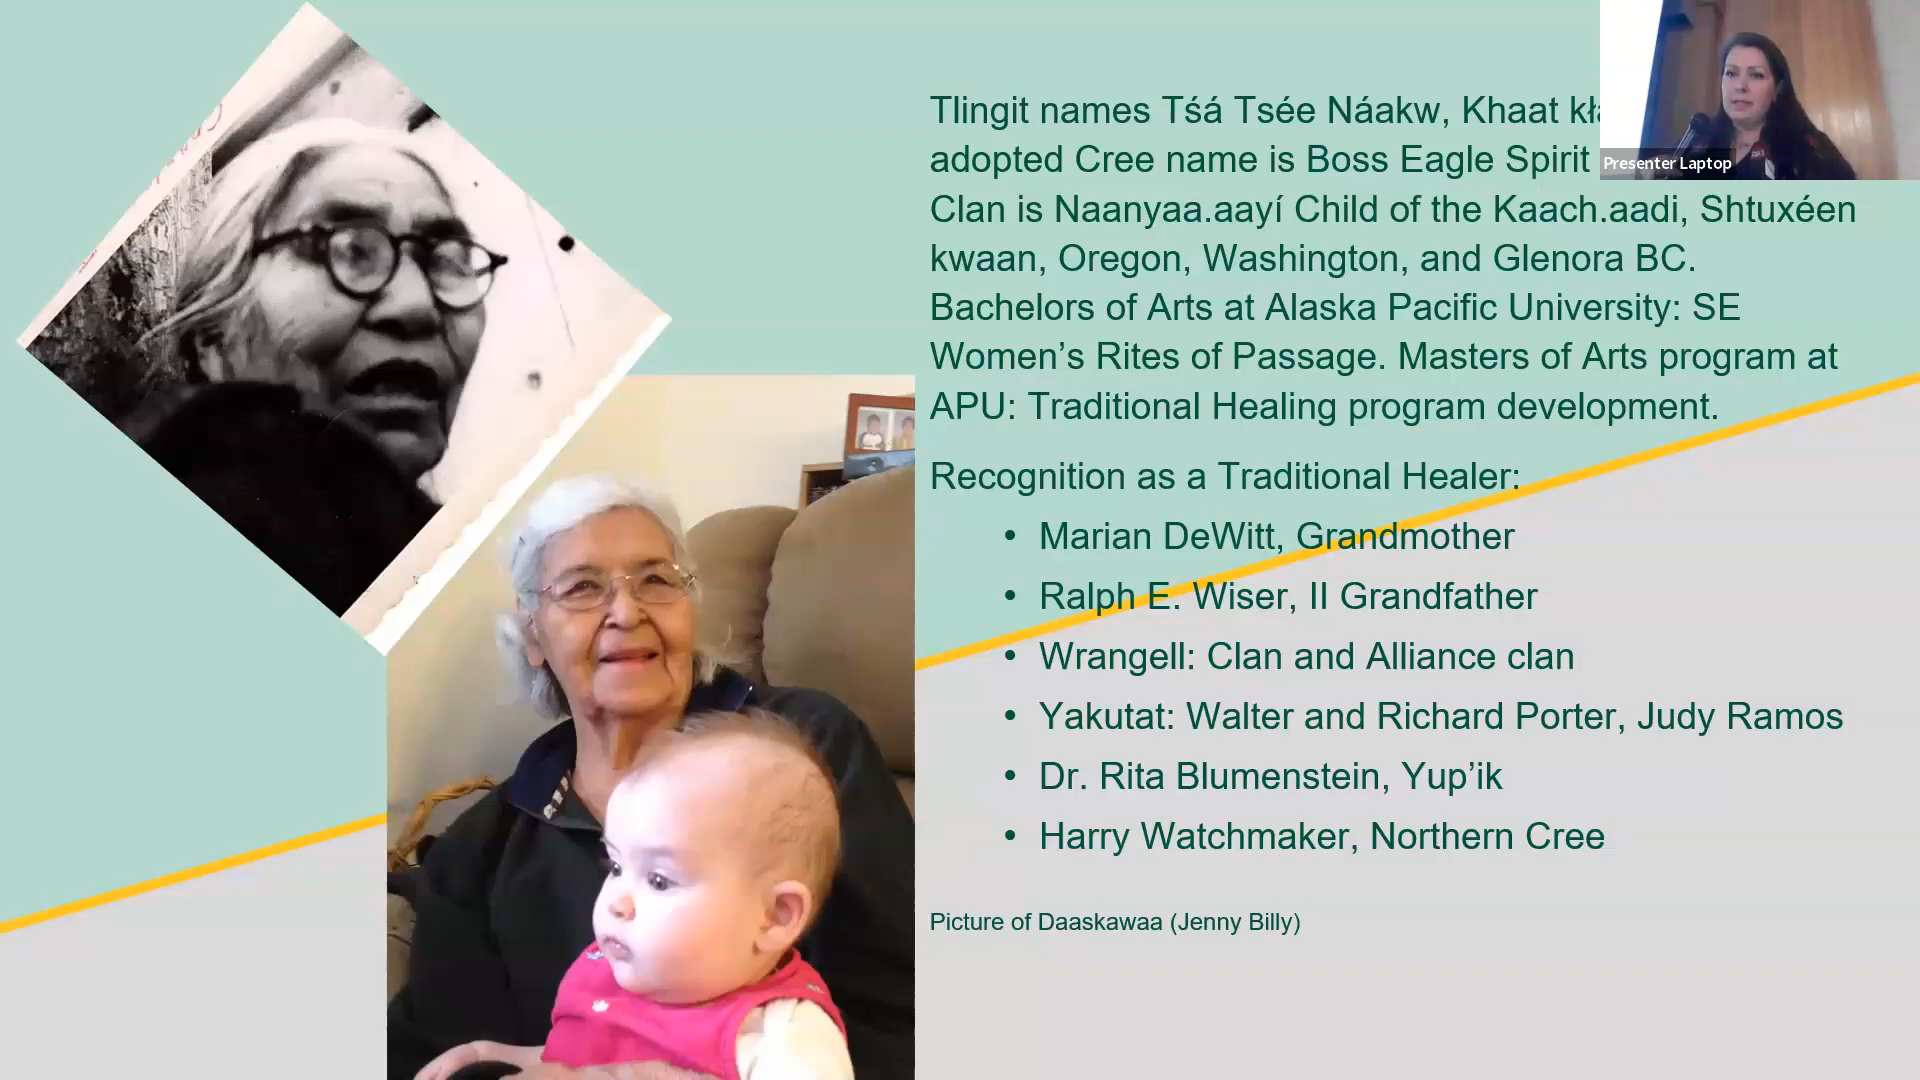 Tlingit names Tśá Tsée Náakw, Khaat
adopted Cree name is Boss Eagle Spirit
Clan is Naanyaa.aayí Child of the Kaach.aadi, Shtuxéen
kwaan, Oregon, Washington, and Glenora BC.
Bachelors of Arts at Alaska Pacific University: SE
Women’s Rites of Passage. Masters of Arts program at
APU: Traditional Healing program development.
Recognition as a Traditional Healer:
• Marian DeWitt, Grandmother
• Ralph E. Wiser, II Grandfather
• Wrangell: Clan and Alliance clan
• Yakutat: Walter and Richard Porter, Judy Ramos
• Dr. Rita Blumenstein, Yup’ik
• Harry Watchmaker, Northern Cree
Picture of Daaskawaa (Jenny Billy)
Presenter Laptop